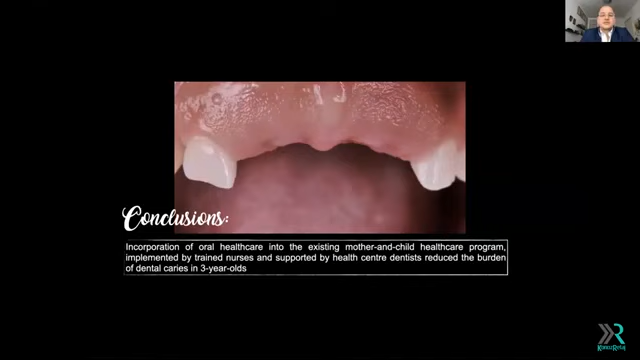 Conclusions:
Incorporation of oral healthcare into the existing mother-and-child healthcare program,
implemented by trained nurses and supported by health centre dentists reduced the burden
of dental caries in 3-year-olds